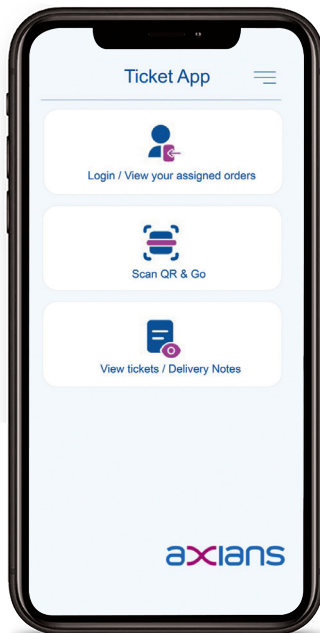 Ticket App
Login / View your assigned orders
Scan QR & Go
View tickets / Delivery Notes
axians